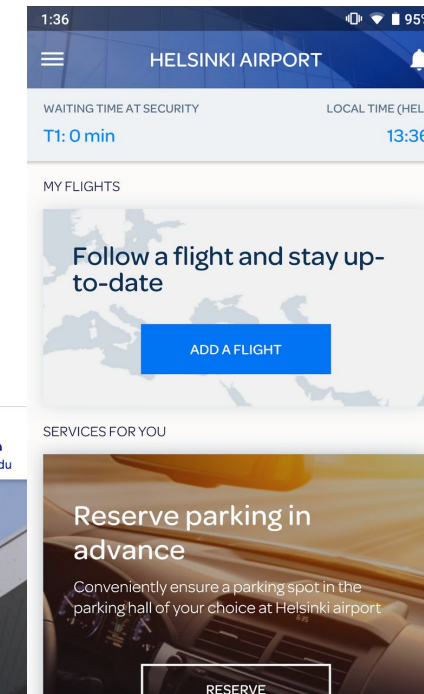 1:36
95%
HELSINKI AIRPORT
WAITING TIME AT SECURITY
LOCAL TIME (HEL
T1: 0 min
13:36
MY FLIGHTS
Follow a flight and stay up-
to-date
ADD A FLIGHT
SERVICES FOR YOU
du
Reserve parking in
advance
Conveniently ensure a parking spot in the
parking hall of your choice at Helsinki airport
RESERVE